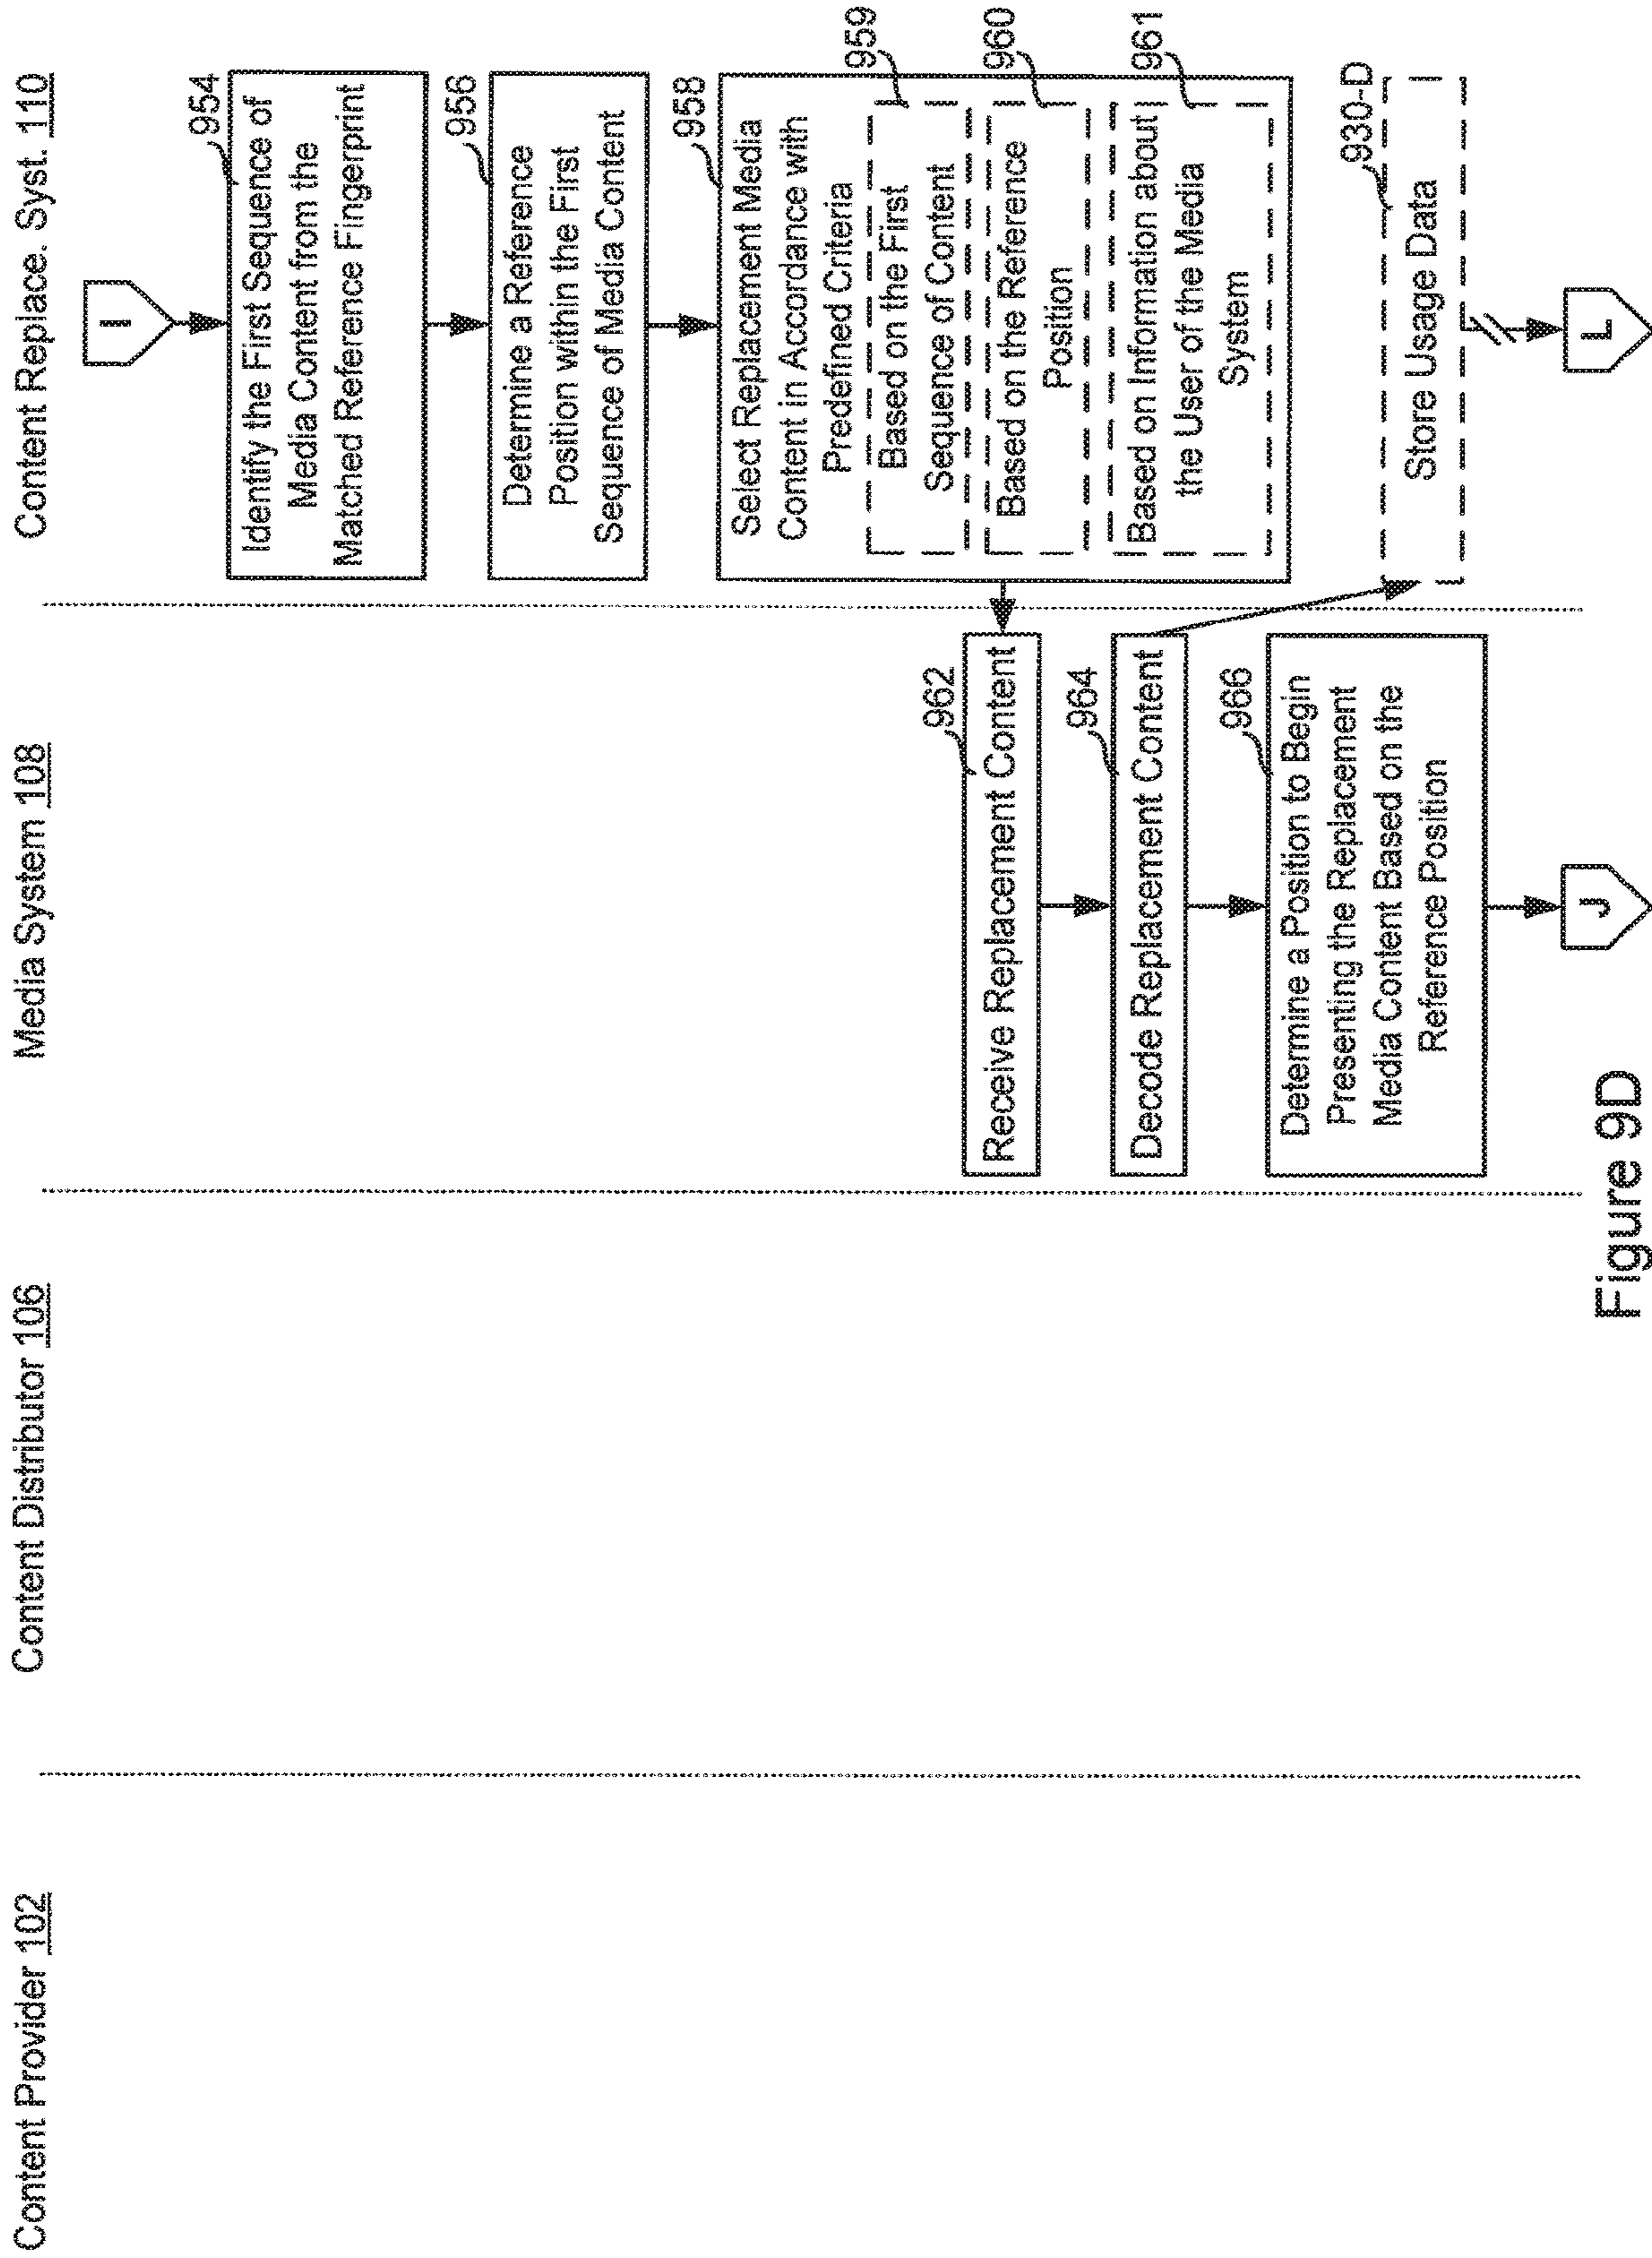 Content Provider 102
Content Distributor 106
Media System 108
Content Replace. Syst. 110
I
954
Identify the First Sequence of
Media Content from the
Matched Reference Fingerprint
956
Determine a Reference
Position within the First
Sequence of Media Content
958
Select Replacement Media
Content in Accordance with
Predefined Criteria
959
Based on the First
Sequence of Content
960
Based on the Reference
Position
961
Based on Information about
the User of the Media
System
962
Receive Replacement Content
964
Decode Replacement Content
966
Determine a Position to Begin
Presenting the Replacement
Media Content Based on the
Reference Position
930-D
Store Usage Data
J
L
Figure 9D